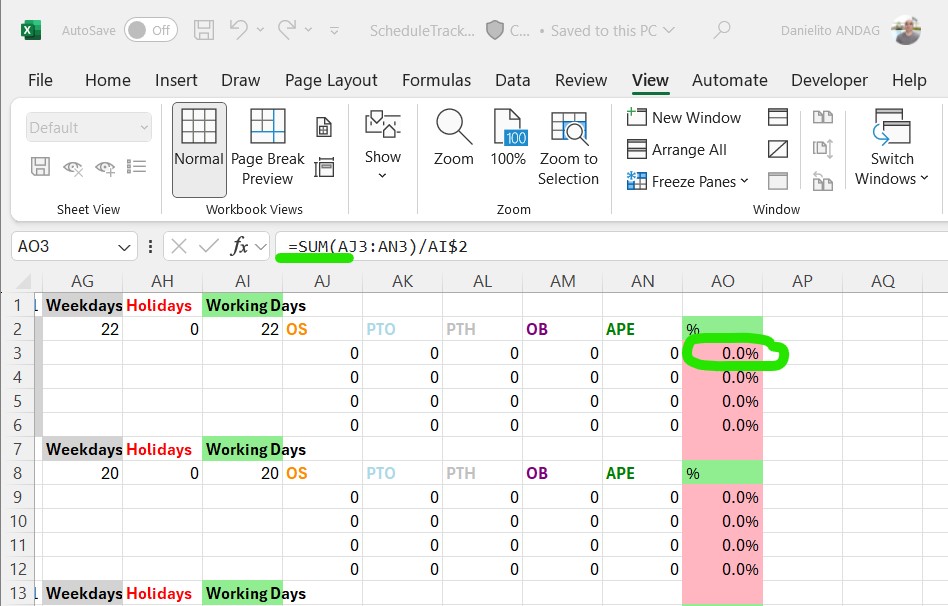 AutoSave Off ScheduleTrack... C... • Saved to this PC Danielito ANDAG
File Home Insert Draw Page Layout Formulas Data Review View Automate Developer Help
Default
Normal
Page Break
Preview
Show
Zoom
100
100%
Zoom to
Selection
New Window
Arrange All
Freeze Panes
Switch
Windows
Sheet View Workbook Views Zoom Window
AO3 fx =SUM(AJ3:AN3)/AI$2
AG AH AI AJ AK AL AM AN AO AP AQ
1 Weekdays Holidays Working Days
2 22 0 22 OS PTO PTH OB APE %
3 0 0 0 0 0 0.0%
4 0 0 0 0 0 0.0%
5 0 0 0 0 0 0.0%
6 0 0 0 0 0 0.0%
7 Weekdays Holidays Working Days
8 20 0 20 OS PTO PTH OB APE %
9 0 0 0 0 0 0.0%
10 0 0 0 0 0 0.0%
11 0 0 0 0 0 0.0%
12 0 0 0 0 0 0.0%
13 Weekdays Holidays Working Days